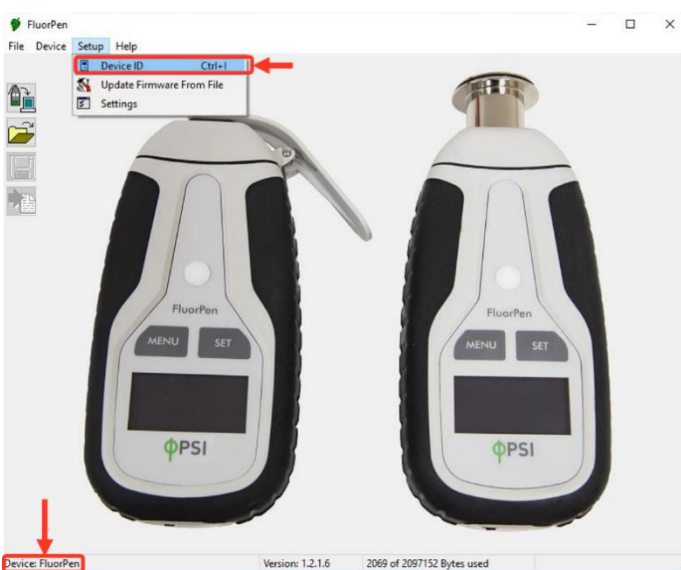 FluorPen
File Device Setup Help
Device ID Ctrl+I
Update Firmware From File
Settings
FluorPen
MENU SET
PSI
FluorPen
MENU SET
PSI
Device: FluorPen Version: 1.2.1.6 2069 of 2097152 Bytes used